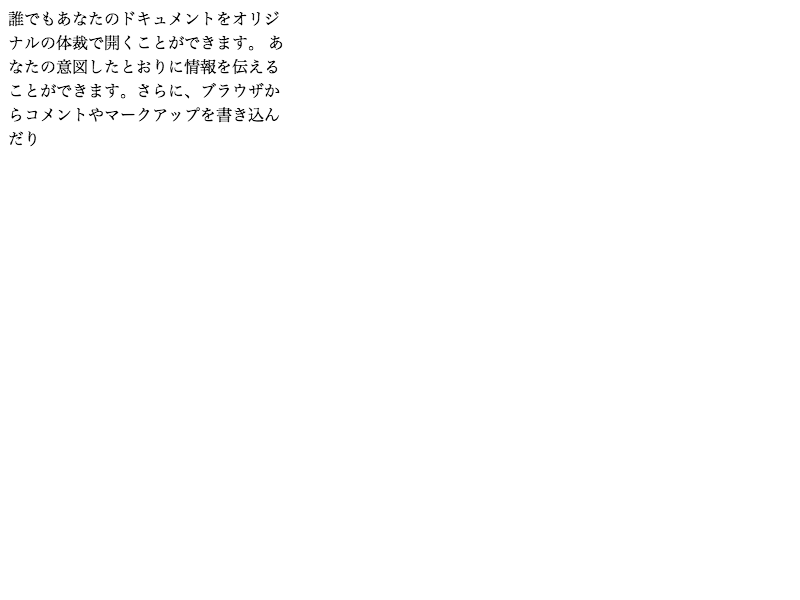 誰でもあなたのドキュメントをオリジ
ナルの体裁で開くことができます。 あ
なたの意図したとおりに情報を伝える
ことができます。さらに、ブラウザか
らコメントやマークアップを書き込ん
だり